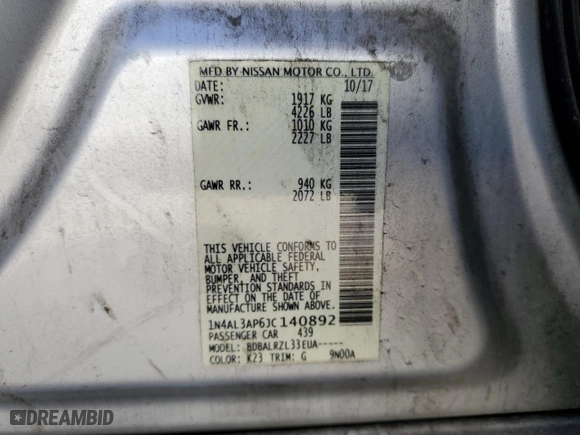 MFD BY NISSAN MOTOR CO., LTD
DATE: 10/17
GVWR: 1917 KG
4226 LB
GAWR FR.: 1010 KG
2227 LB
GAWR RR.: 940 KG
2072 LB
THIS VEHICLE CONFORMS TO
ALL APPLICABLE FEDERAL
MOTOR VEHICLE SAFETY,
BUMPER, AND THEFT
PREVENTION STANDARDS IN
EFFECT ON THE DATE OF
MANUFACTURE SHOWN ABOVE.
1N4AL3AP6JC140892
PASSENGER CAR 439
MODEL: BDBALRZL33EUA-----
COLOR: K23 TRIM: G 9N00A
DREAMBID